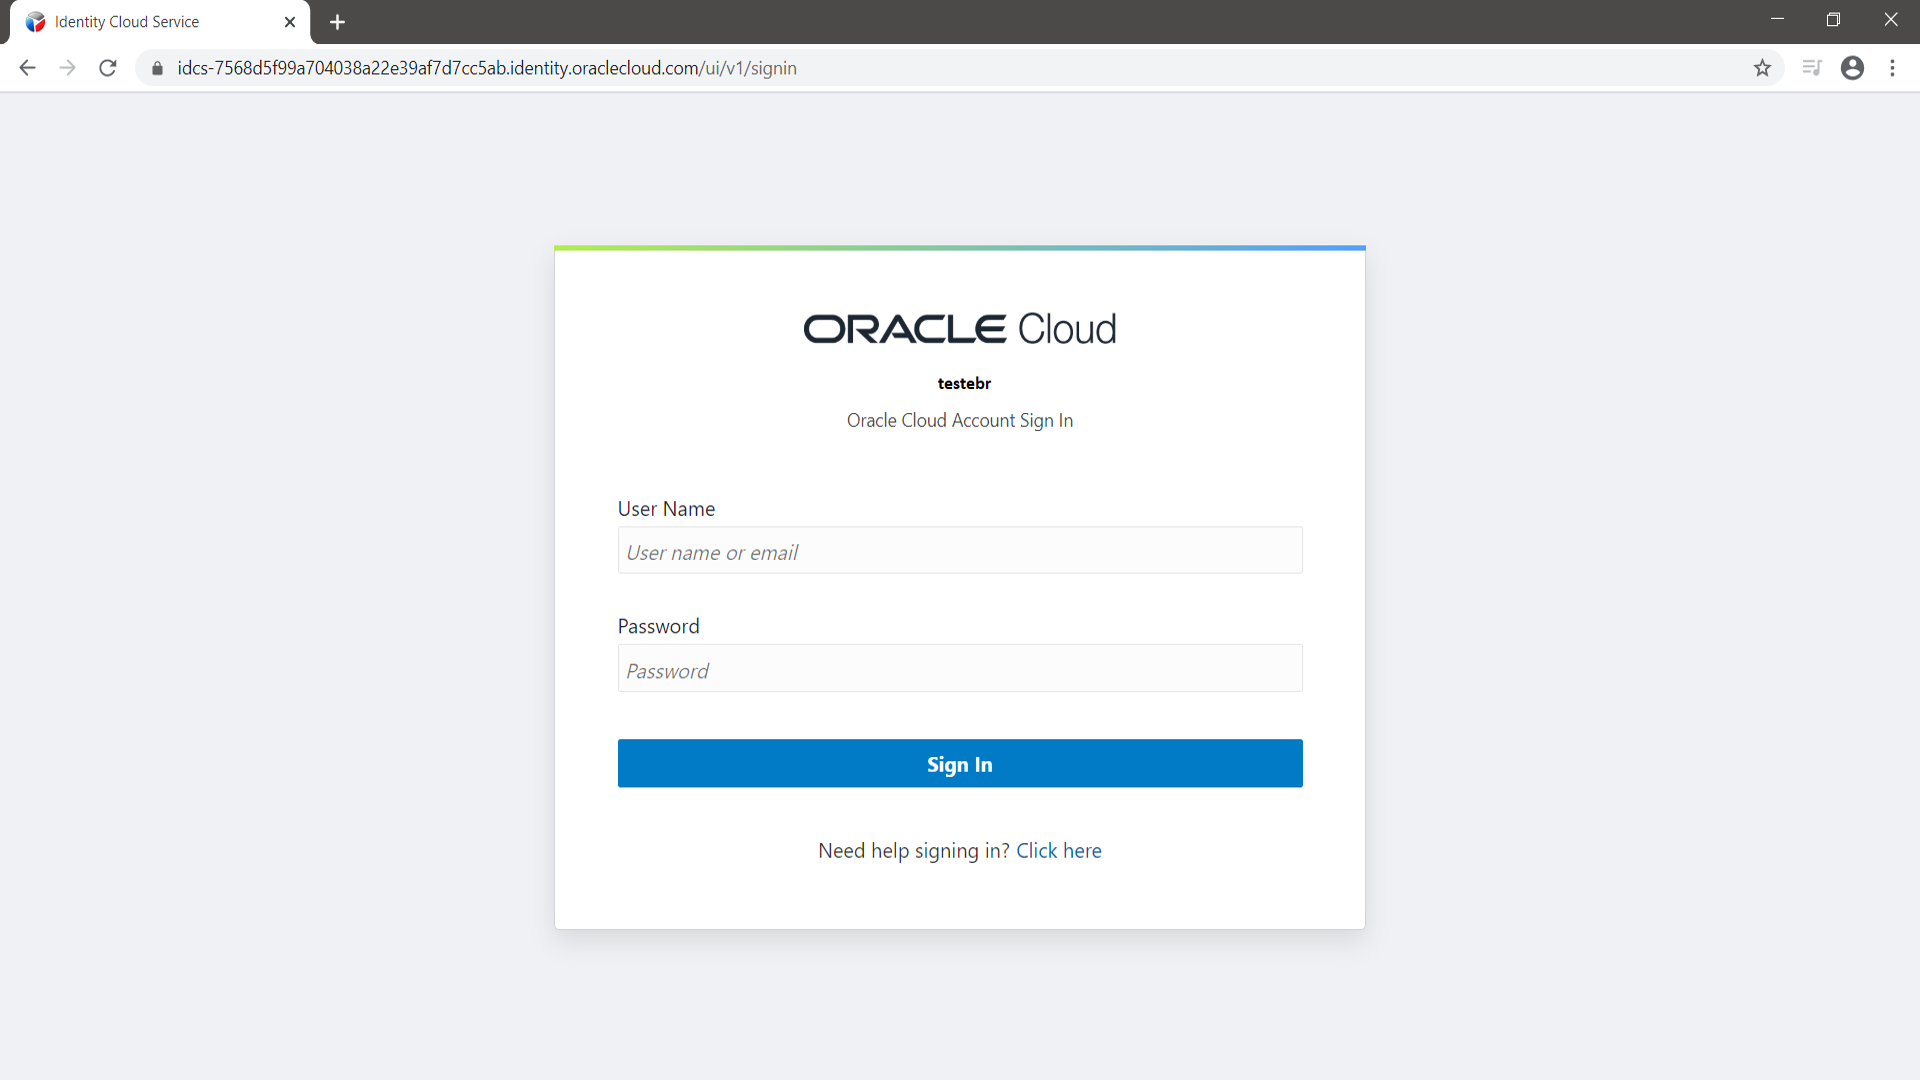 Identity Cloud Service
idcs-7568d5f99a704038a22e39af7d7cc5ab.identity.oraclecloud.com/ui/v1/signin
ORACLE Cloud
testebr
Oracle Cloud Account Sign In
User Name
User name or email
Password
Password
Sign In
Need help signing in? Click here